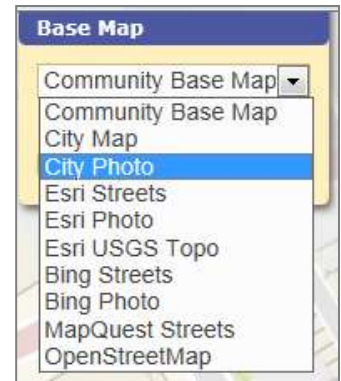 Base Map
Community Base Map
Community Base Map
City Map
City Photo
Esri Streets
Esri Photo
Esri USGS Topo
Bing Streets
Bing Photo
MapQuest Streets
OpenStreetMap